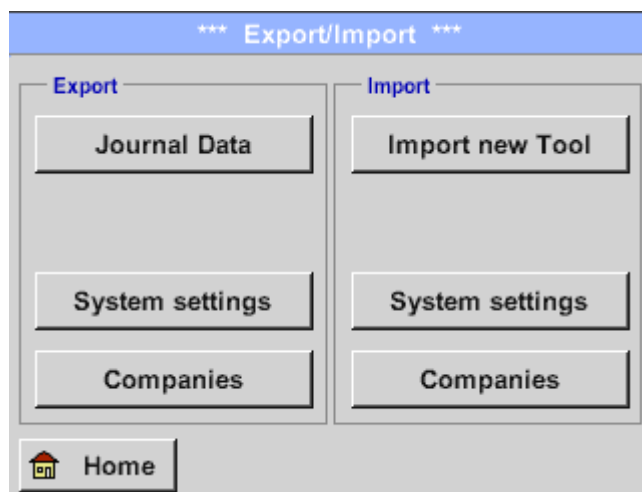 *** Export/Import ***
Export
Journal Data
System settings
Companies
Import
Import new Tool
System settings
Companies
Home